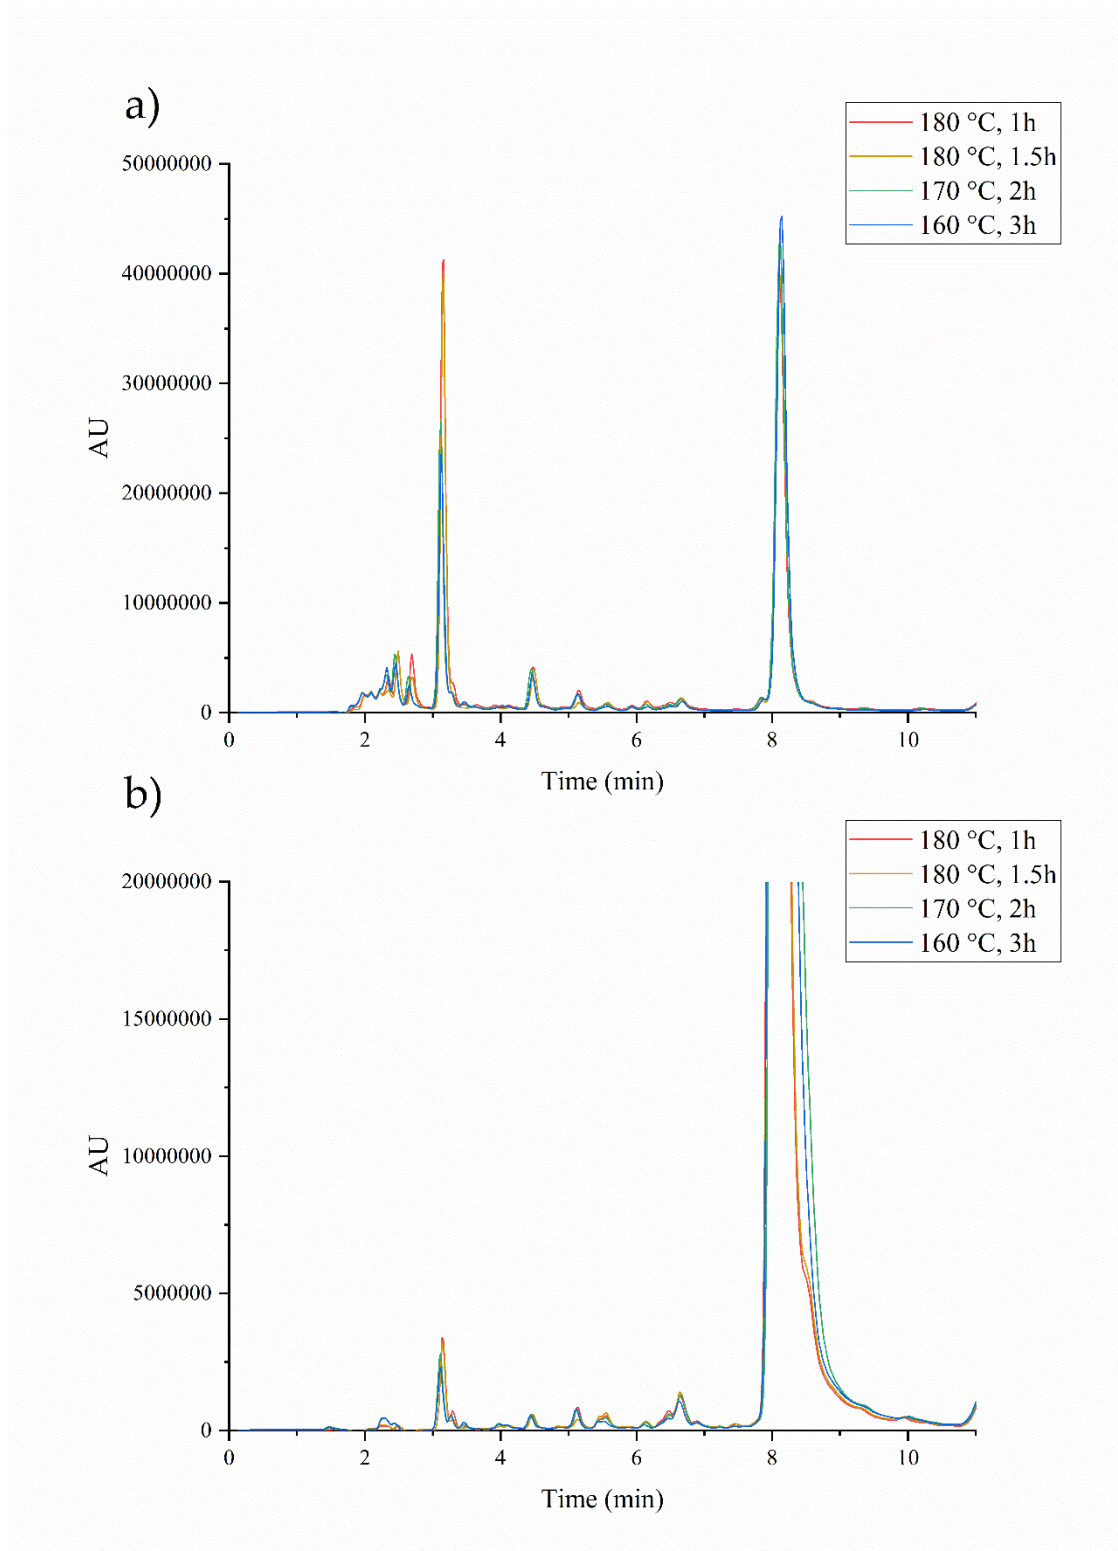 a)
180 °C, 1h
180 °C, 1.5h
170 °C, 2h
160 °C, 3h
50000000
40000000
30000000
20000000
10000000
0
AU
0 2 4 6 8 10
Time (min)
b)
180 °C, 1h
180 °C, 1.5h
170 °C, 2h
160 °C, 3h
20000000
15000000
10000000
5000000
0
AU
0 2 4 6 8 10
Time (min)